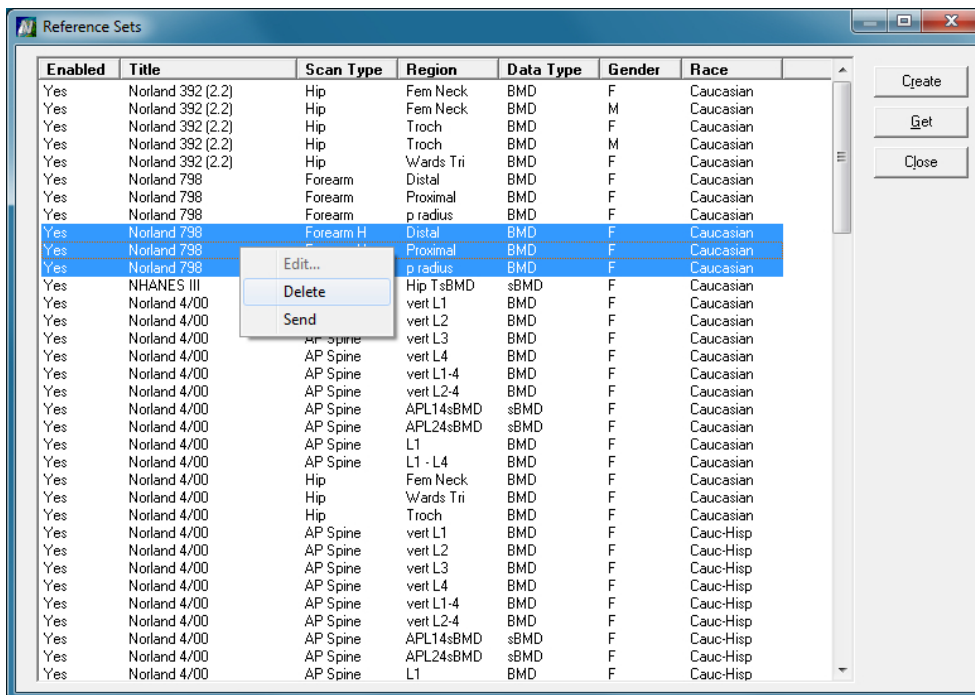 Reference Sets
Enabled Title Scan Type Region Data Type Gender Race
Create
Get
Close
Yes Norland 392 (2.2) Hip Fem Neck BMD F Caucasian
Yes Norland 392 (2.2) Hip Fem Neck BMD M Caucasian
Yes Norland 392 (2.2) Hip Troch BMD F Caucasian
Yes Norland 392 (2.2) Hip Troch BMD M Caucasian
Yes Norland 392 (2.2) Hip Wards Tri BMD F Caucasian
Yes Norland 798 Forearm Distal BMD F Caucasian
Yes Norland 798 Forearm Proximal BMD F Caucasian
Yes Norland 798 Forearm p radius BMD F Caucasian
Yes Norland 798 Forearm H Distal BMD F Caucasian
Yes Norland 798 Proximal BMD F Caucasian
Yes Norland 798 p radius BMD F Caucasian
Edit...
Delete
Send
Yes NHANES III Hip TsBMD sBMD F Caucasian
Yes Norland 4/00 vert L1 BMD F Caucasian
Yes Norland 4/00 vert L2 BMD F Caucasian
Yes Norland 4/00 AP Spine vert L3 BMD F Caucasian
Yes Norland 4/00 AP Spine vert L4 BMD F Caucasian
Yes Norland 4/00 AP Spine vert L1-4 BMD F Caucasian
Yes Norland 4/00 AP Spine vert L2-4 BMD F Caucasian
Yes Norland 4/00 AP Spine APL14sBMD sBMD F Caucasian
Yes Norland 4/00 AP Spine APL24sBMD sBMD F Caucasian
Yes Norland 4/00 AP Spine L1 BMD F Caucasian
Yes Norland 4/00 AP Spine L1 - L4 BMD F Caucasian
Yes Norland 4/00 Hip Fem Neck BMD F Caucasian
Yes Norland 4/00 Hip Wards Tri BMD F Caucasian
Yes Norland 4/00 Hip Troch BMD F Caucasian
Yes Norland 4/00 AP Spine vert L1 BMD F Cauc-Hisp
Yes Norland 4/00 AP Spine vert L2 BMD F Cauc-Hisp
Yes Norland 4/00 AP Spine vert L3 BMD F Cauc-Hisp
Yes Norland 4/00 AP Spine vert L4 BMD F Cauc-Hisp
Yes Norland 4/00 AP Spine vert L1-4 BMD F Cauc-Hisp
Yes Norland 4/00 AP Spine vert L2-4 BMD F Cauc-Hisp
Yes Norland 4/00 AP Spine APL14sBMD sBMD F Cauc-Hisp
Yes Norland 4/00 AP Spine APL24sBMD sBMD F Cauc-Hisp
Yes Norland 4/00 AP Spine L1 BMD F Cauc-Hisp